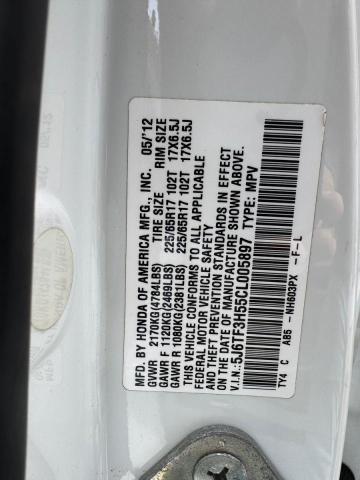 MFD. BY HONDA OF AMERICA MFG., INC. 05/'12
GVWR 2170KG(4784LBS) TIRE SIZE RIM SIZE
GAWR F 1120KG(2469LBS) 225/65R17 102T 17X6.5J
GAWR R 1080KG(2381LBS) 225/65R17 102T 17X6.5J
THIS VEHICLE CONFORMS TO ALL APPLICABLE
FEDERAL MOTOR VEHICLE SAFETY
AND THEFT PREVENTION STANDARDS IN EFFECT
ON THE DATE OF MANUFACTURE SHOWN ABOVE.
V.I.N.: 5J6TF3H55CL005897 TYPE: MPV
TY4 C A85 -NH603PX -F-L